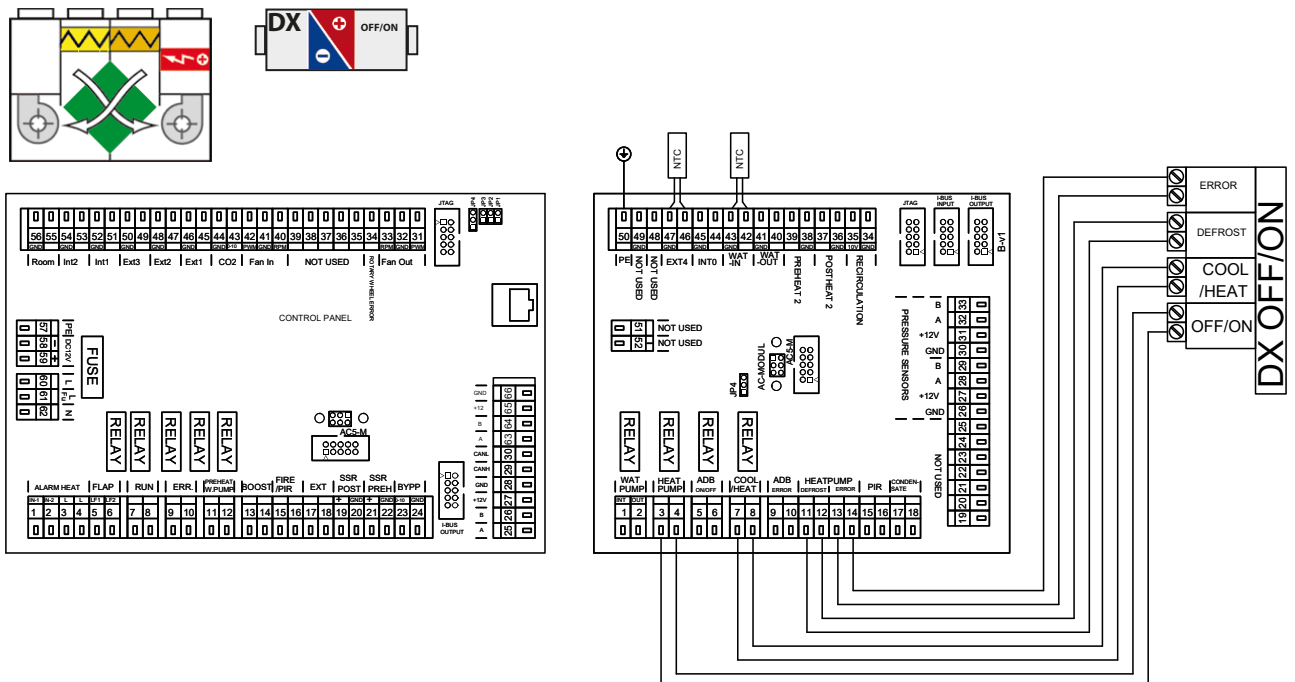 DX OFF/ON
JTAG
JP4 JP3 JP2 JP1
56 55 54 53 52 51 50 49 48 47 46 45 44 43 42 41 40 39 38 37 36 35 34 33 32 31
GND GND GND GND GND GND 0-10 PWM GND RPM RPM GND PWM
Room Int2 Int1 Ext3 Ext2 Ext1 CO2 Fan In NOT USED ROTARY WHEEL ERROR Fan Out
CONTROL PANEL
57 58 59
PE DC12V - +
FUSE
60 61 62
L L Fu N
RELAY RELAY RELAY RELAY RELAY
AC5-M
GND 66
+12 65
B 64
A 63
CANL 30
CANH 29
GND 28
+12V 27
B 26
A 25
I-BUS
OUTPUT
ALARM HEAT FLAP RUN ERR. PREHEAT W.PUMP BOOST FIRE /PIR EXT SSR POST SSR PREH BYPP
IN-1 IN-2 L L LF1 LF2 + + GND 0-10 GND
1 2 3 4 5 6 7 8 9 10 11 12 13 14 15 16 17 18 19 20 21 22 23 24
NTC NTC
JTAG
I-BUS
INPUT
I-BUS
OUTPUT
B-v1
50 49 48 47 46 45 44 43 42 41 40 39 38 37 36 35 34
GND GND GND GND GND GND GND 10V GND
PE NOT USED NOT USED EXT4 INT0 WAT -IN WAT -OUT PREHEAT 2 POSTHEAT 2 RECIRCULATION
51 NOT USED
52 NOT USED
AC-MODUL
AC5-M
JP4
PRESSURE SENSORS
B 33
A 32
+12V 31
GND 30
B 29
A 28
+12V 27
GND 26
25
24
23
22
21
20
19
NOT USED
RELAY RELAY RELAY RELAY
WAT PUMP HEAT PUMP ADB ON/OFF COOL /HEAT ADB ERROR HEATPUMP DEFROST ERROR PIR CONDEN- SATE
INT OUT
1 2 3 4 5 6 7 8 9 10 11 12 13 14 15 16 17 18
ERROR
DEFROST
COOL
/HEAT
OFF/ON
DX OFF/ON